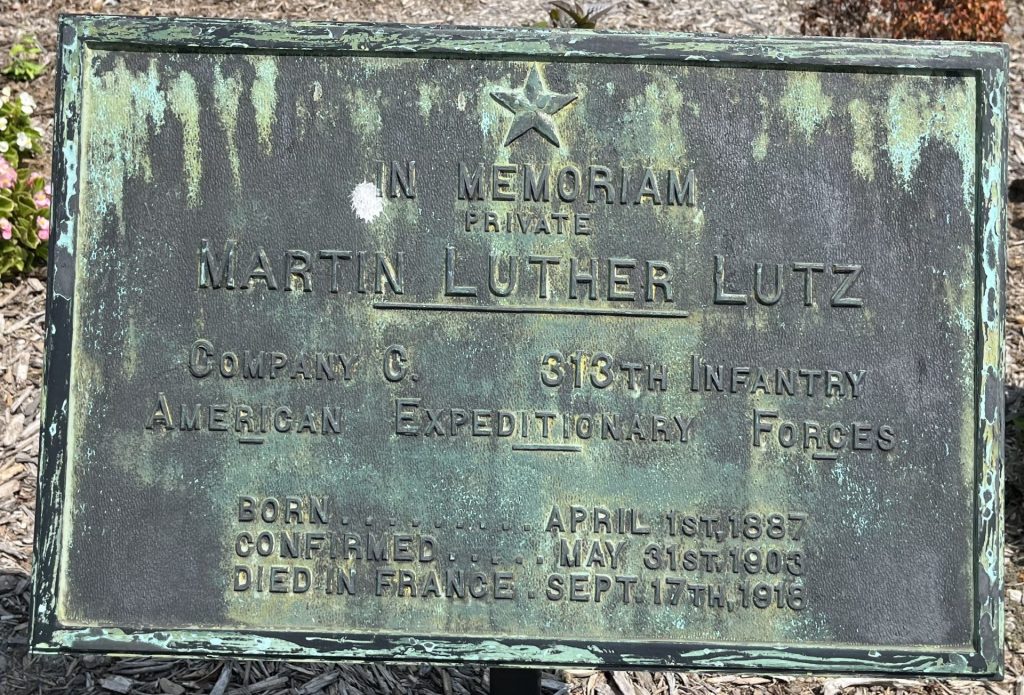 IN MEMORIAM
PRIVATE
MARTIN LUTHER LUTZ
COMPANY C. 313TH INFANTRY
AMERICAN EXPEDITIONARY FORCES
BORN.........APRIL 1ST,1887
CONFIRMED.....MAY 31ST,1903
DIED IN FRANCE.SEPT.17TH,1918